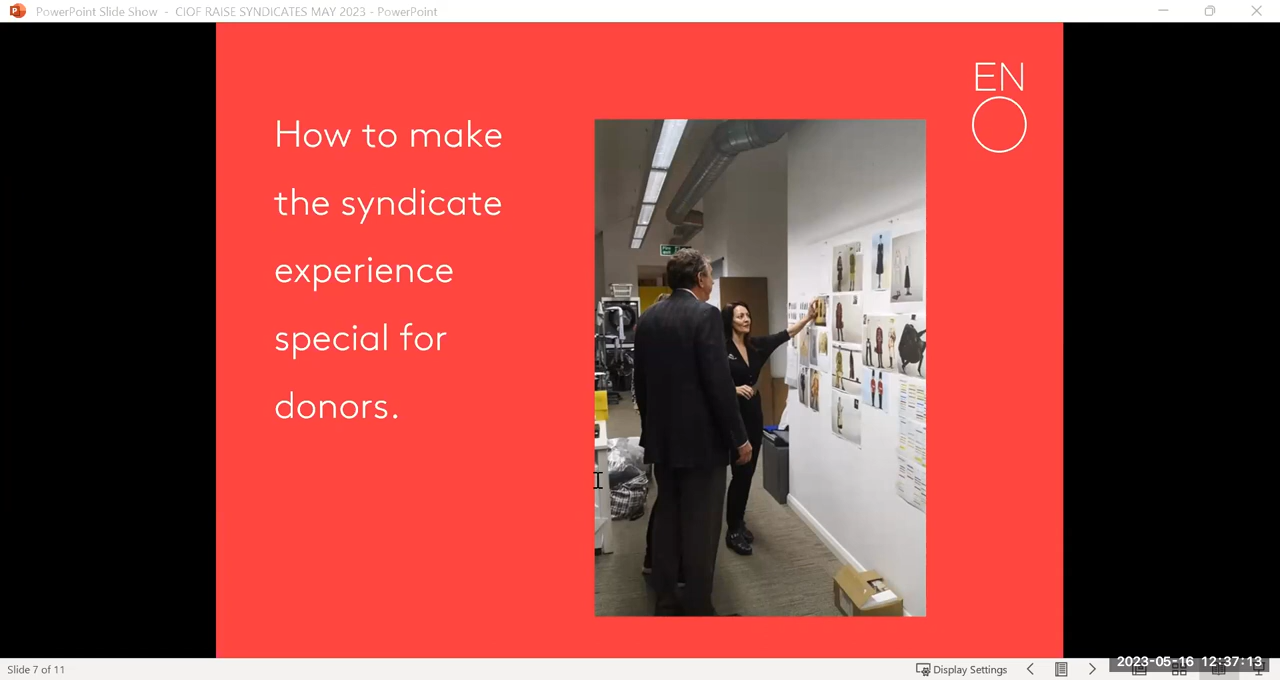 PowerPoint Slide Show - CIOF RAISE SYNDICATES MAY 2023 - PowerPoint
EN
O
How to make
the syndicate
experience
special for
donors.
Slide 7 of 11
Display Settings
2023-05-16 12:37:13